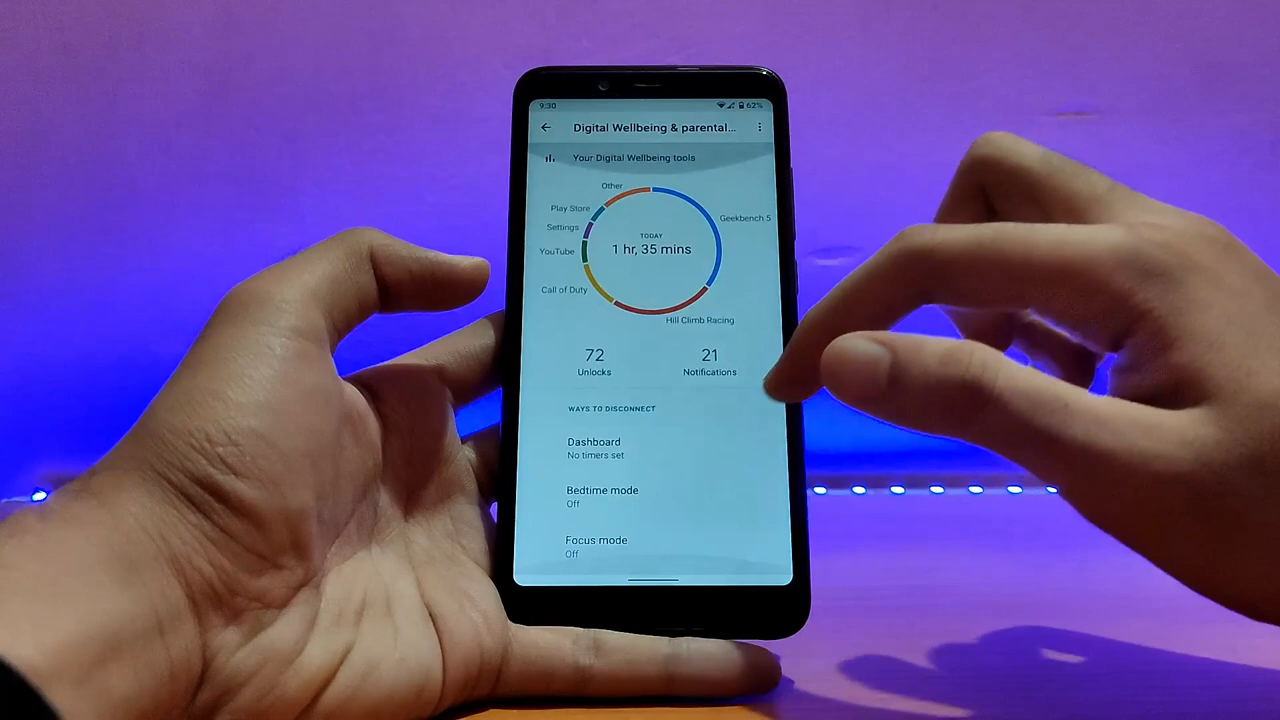 9:30
62%
Digital Wellbeing & parental...
Your Digital Wellbeing tools
Other
Play Store
Geekbench 5
Settings
TODAY
YouTube
1 hr, 35 mins
Call of Duty
Hill Climb Racing
72
21
Unlocks
Notifications
WAYS TO DISCONNECT
Dashboard
No timers set
Bedtime mode
Off
Focus mode
Off